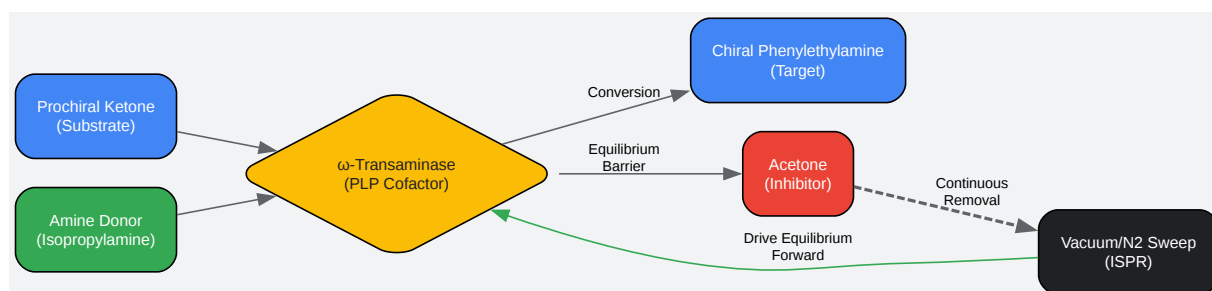 Prochiral Ketone
(Substrate)
Amine Donor
(Isopropylamine)
ω-Transaminase
(PLP Cofactor)
Conversion
Chiral Phenylethylamine
(Target)
Equilibrium
Barrier
Acetone
(Inhibitor)
Continuous
Removal
Vacuum/N2 Sweep
(ISPR)
Drive Equilibrium
Forward